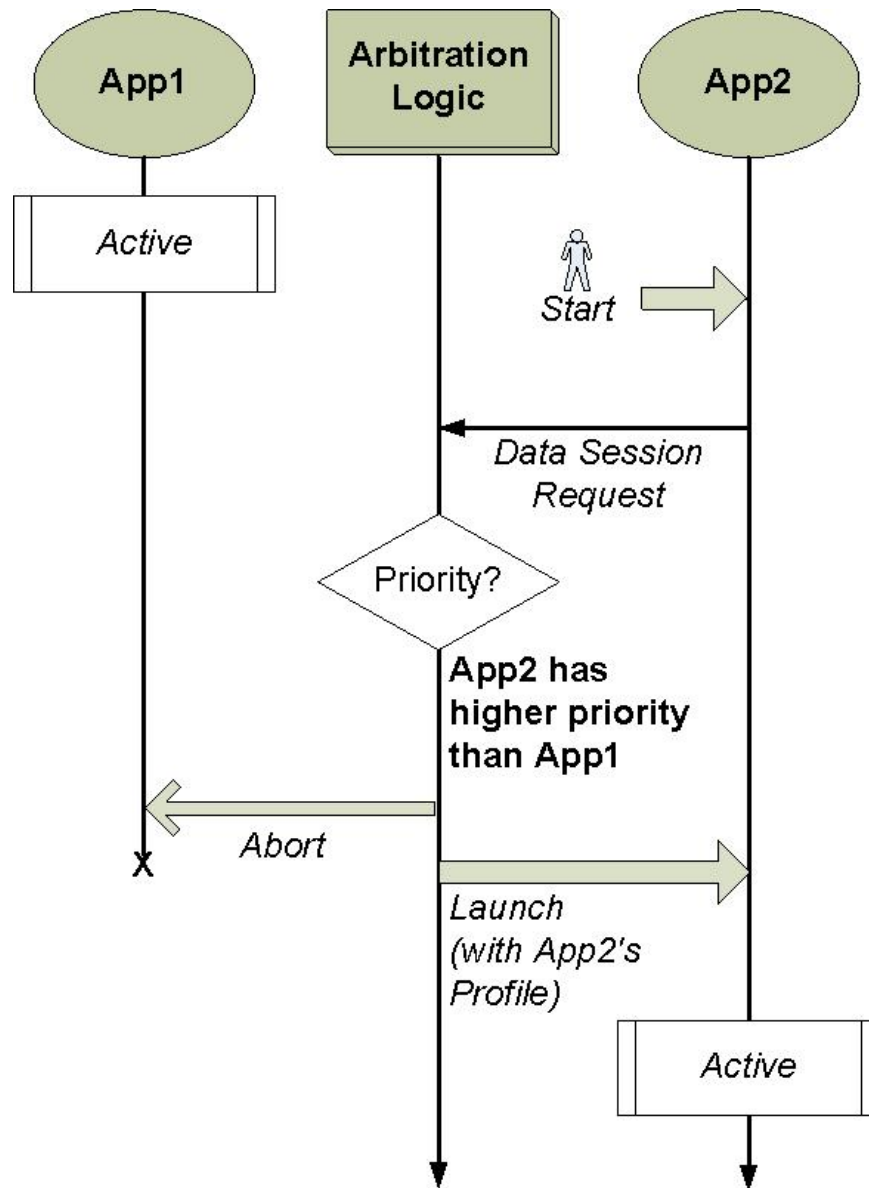 App1
Arbitration
Logic
App2
Active
Start
Data Session
Request
Priority?
App2 has
higher priority
than App1
Abort
X
Launch
(with App2's
Profile)
Active